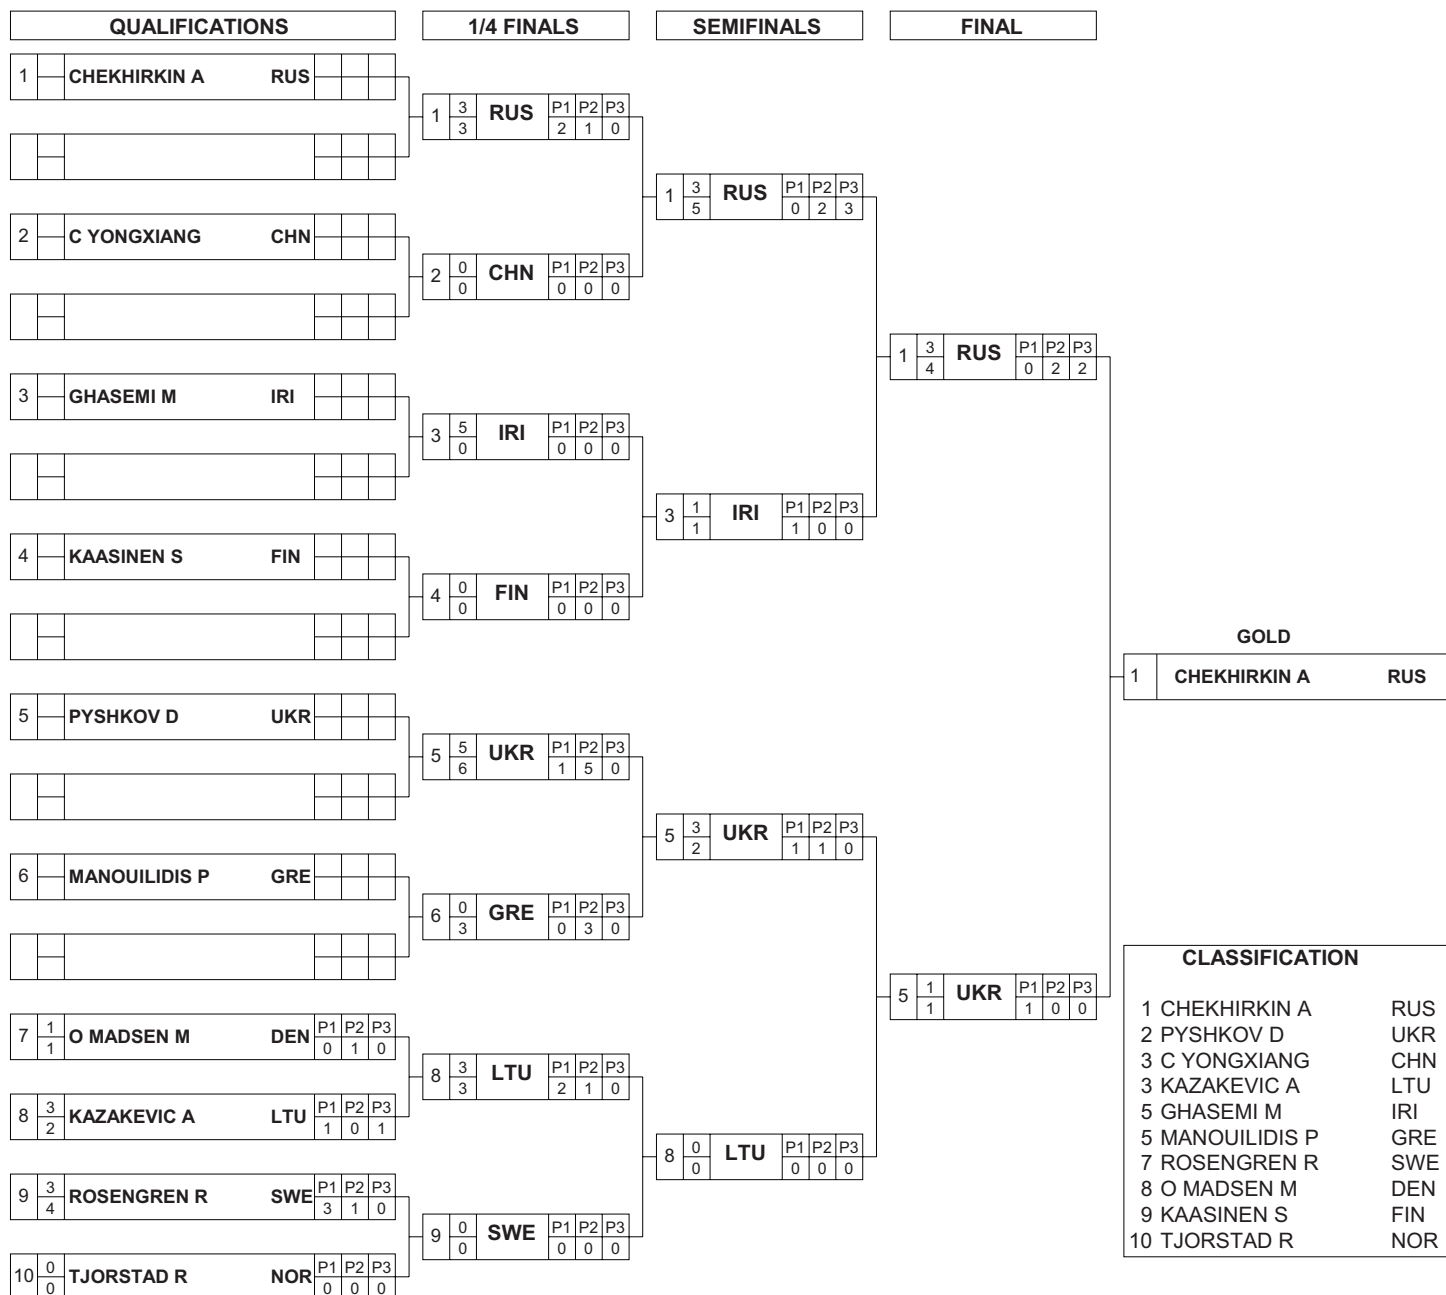 QUALIFICATIONS 1/4 FINALS SEMIFINALS FINAL
1 CHEKHIRKIN A RUS
1 3 3 RUS P1 P2 P3 2 1 0
1 3 5 RUS P1 P2 P3 0 2 3
2 C YONGXIANG CHN
2 0 0 CHN P1 P2 P3 0 0 0
1 3 4 RUS P1 P2 P3 0 2 2
3 GHASEMI M IRI
3 5 0 IRI P1 P2 P3 0 0 0
3 1 1 IRI P1 P2 P3 1 0 0
4 KAASINEN S FIN
4 0 0 FIN P1 P2 P3 0 0 0
GOLD
1 CHEKHIRKIN A RUS
5 PYSHKOV D UKR
5 5 6 UKR P1 P2 P3 1 5 0
5 3 2 UKR P1 P2 P3 1 1 0
6 MANOUILIDIS P GRE
6 0 3 GRE P1 P2 P3 0 3 0
5 1 1 UKR P1 P2 P3 1 0 0
7 1 1 O MADSEN M DEN P1 P2 P3 0 1 0
8 3 3 LTU P1 P2 P3 2 1 0
8 3 2 KAZAKEVIC A LTU P1 P2 P3 1 0 1
8 0 0 LTU P1 P2 P3 0 0 0
9 3 4 ROSENGREN R SWE P1 P2 P3 3 1 0
9 0 0 SWE P1 P2 P3 0 0 0
10 0 0 TJORSTAD R NOR P1 P2 P3 0 0 0
CLASSIFICATION
1 CHEKHIRKIN A RUS
2 PYSHKOV D UKR
3 C YONGXIANG CHN
3 KAZAKEVIC A LTU
5 GHASEMI M IRI
5 MANOUILIDIS P GRE
7 ROSENGREN R SWE
8 O MADSEN M DEN
9 KAASINEN S FIN
10 TJORSTAD R NOR